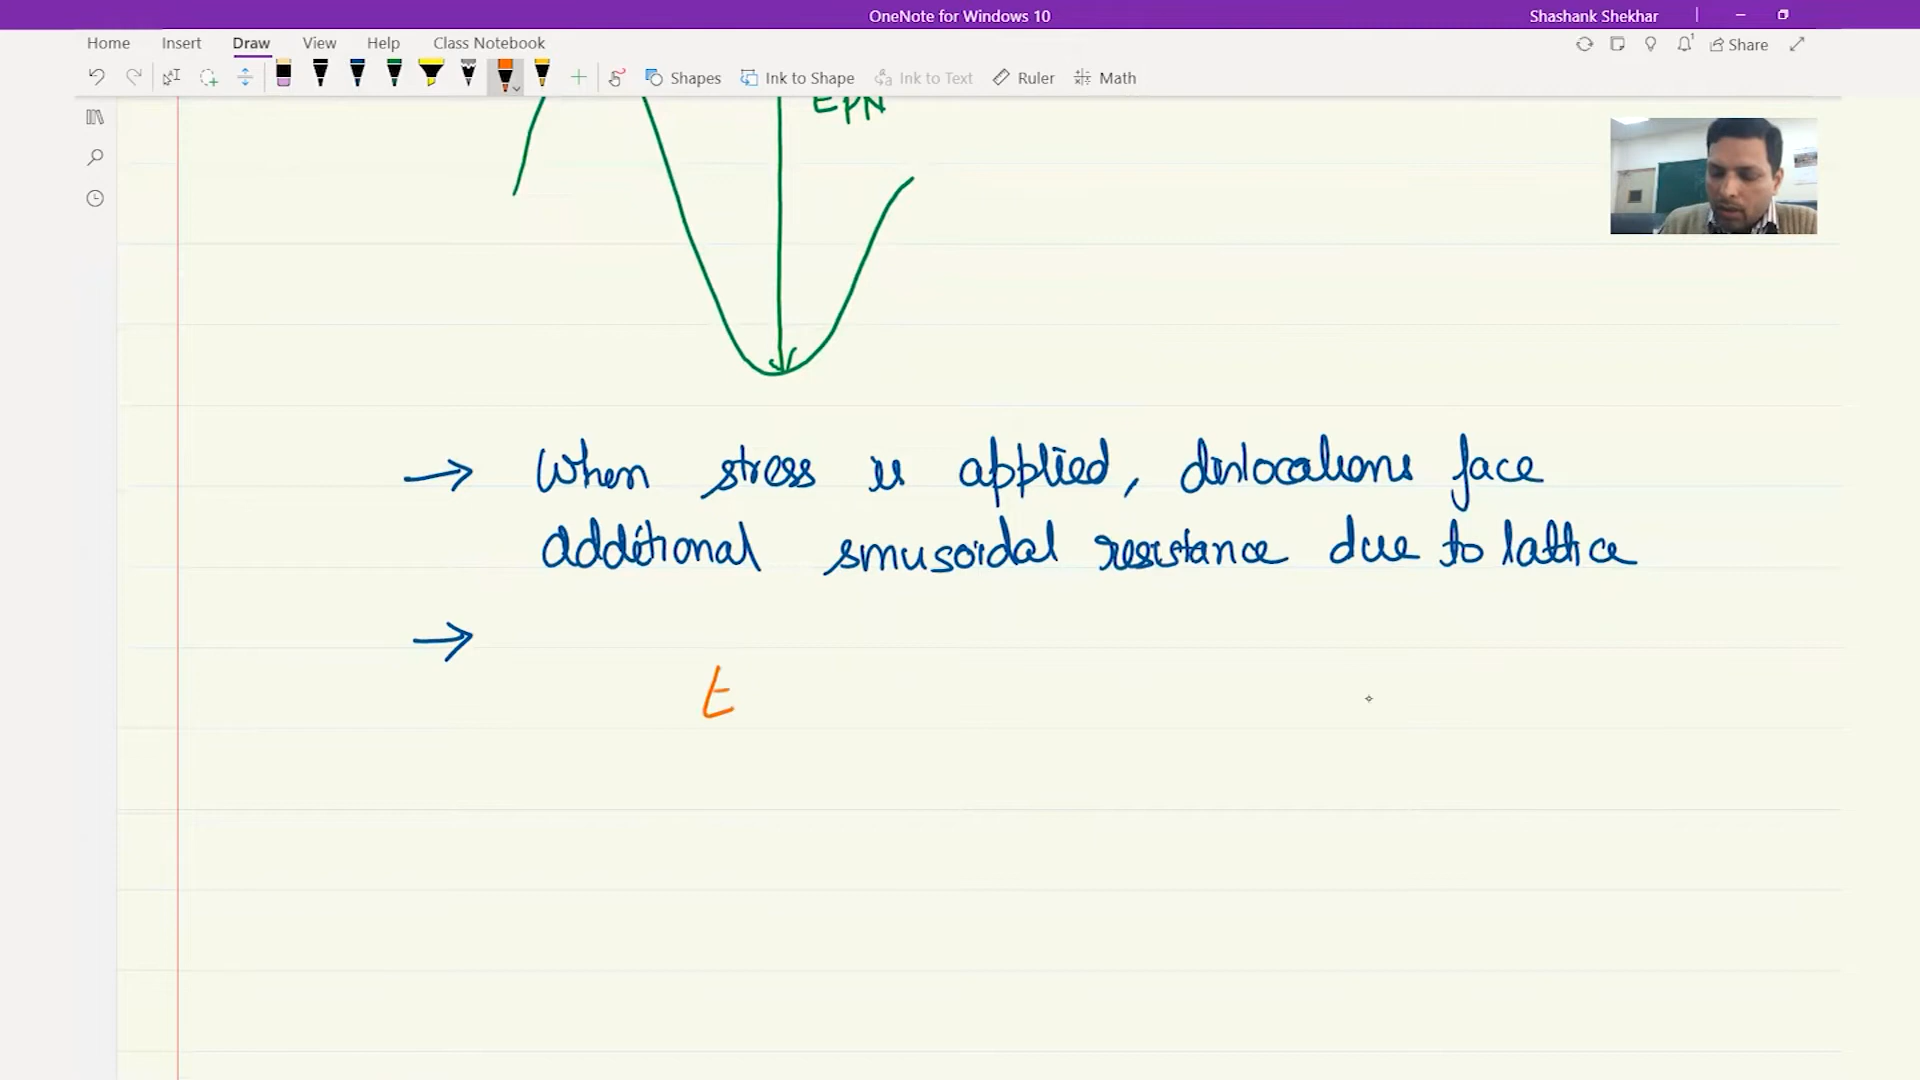 OneNote for Windows 10
Shashank Shekhar
Home Insert Draw View Help Class Notebook
Share
Shapes Ink to Shape Ink to Text Ruler Math
EPN
→ When stress is applied, dislocations face
additional sinusoidal resistance due to lattice
→
t